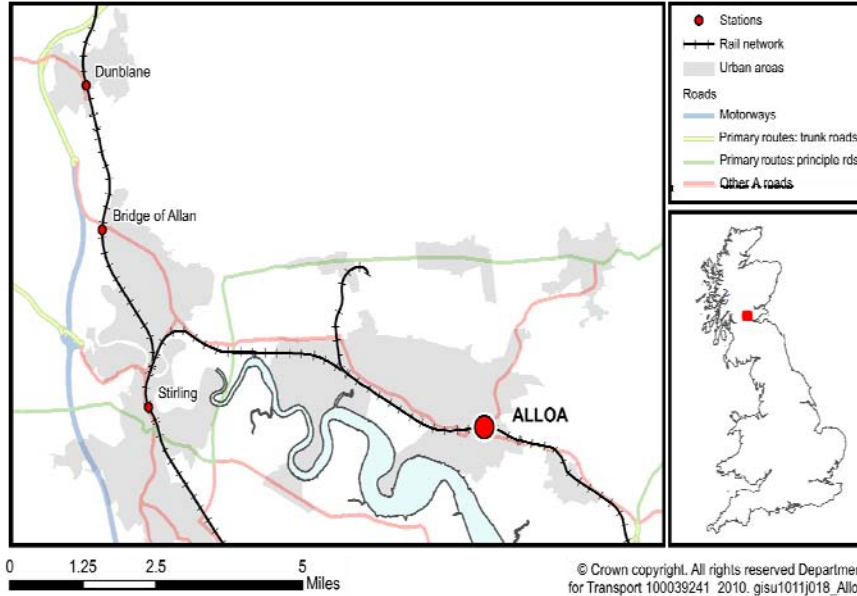 Stations
Rail network
Urban areas
Roads
Motorways
Primary routes: trunk roads
Primary routes: principle rds
Other A roads
Dunblane
Bridge of Allan
Stirling
ALLOA
0 1.25 2.5 5
Miles
© Crown copyright. All rights reserved Departmen
for Transport 100039241 2010. gisu1011j018_Allo